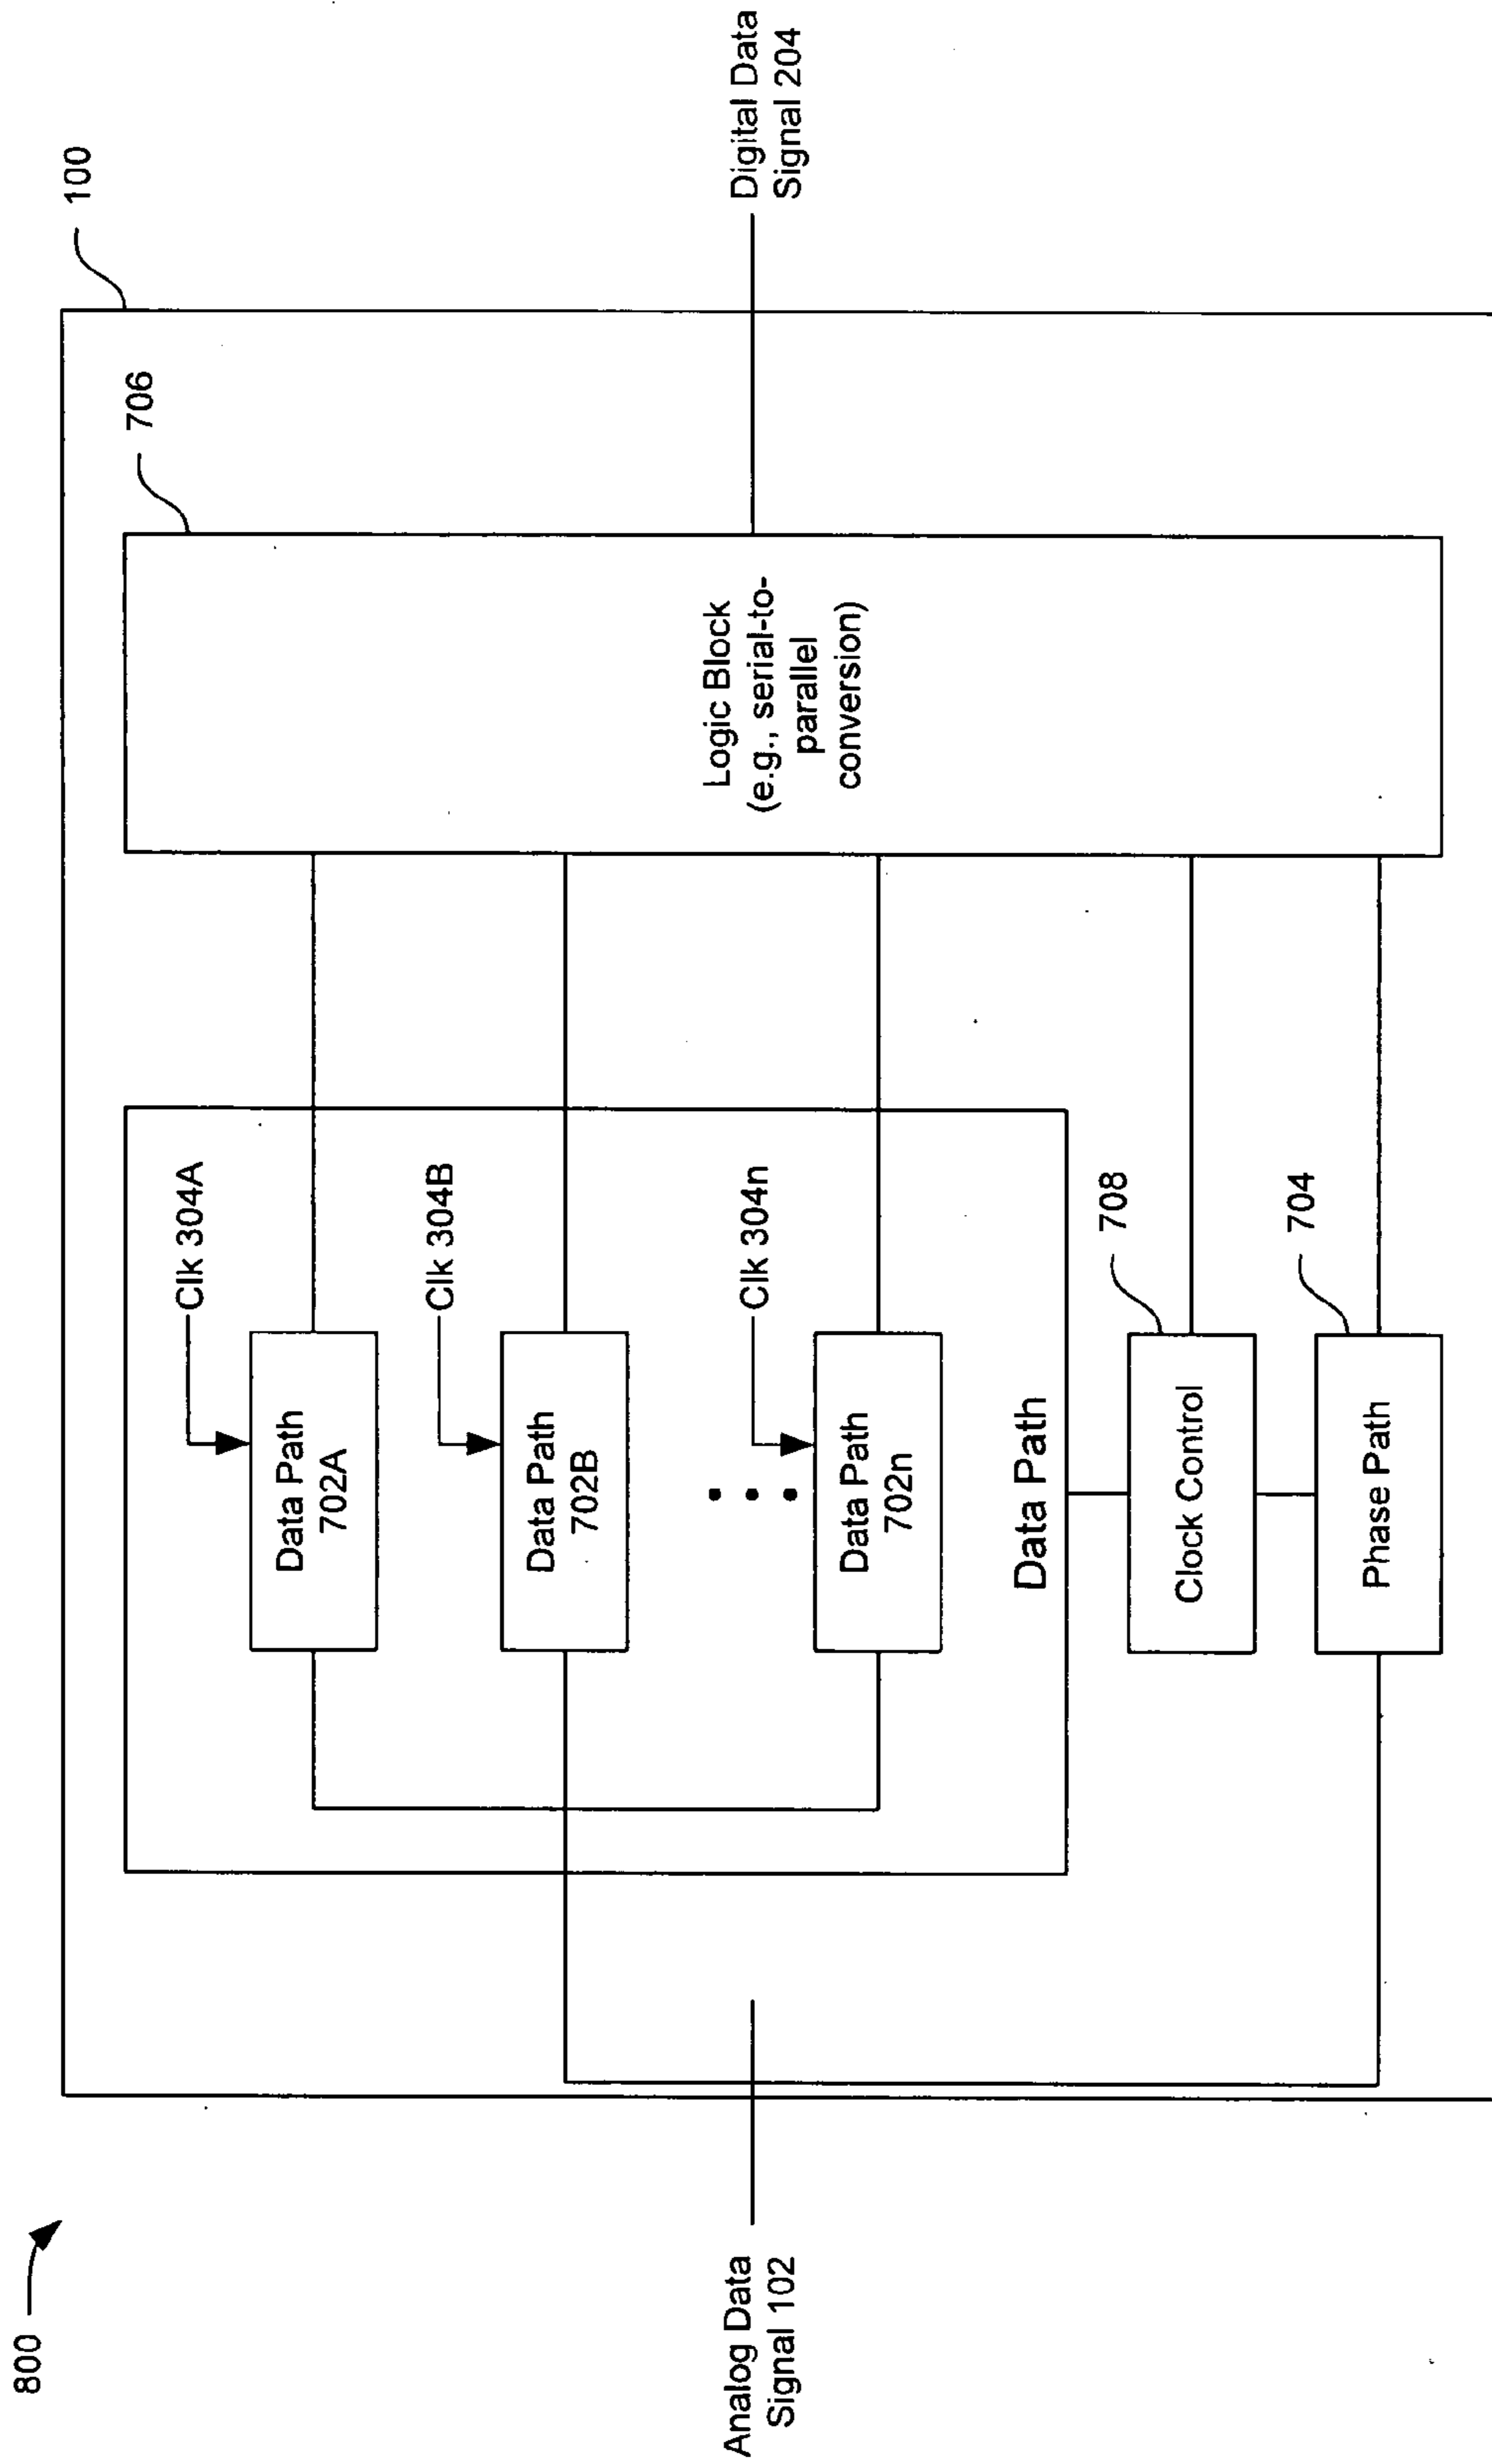 800
100
706
Analog Data
Signal 102
Clk 304A
Data Path
702A
Clk 304B
Data Path
702B
Clk 304n
Data Path
702n
Data Path
708
Clock Control
704
Phase Path
Logic Block
(e.g., serial-to-
parallel
conversion)
Digital Data
Signal 204